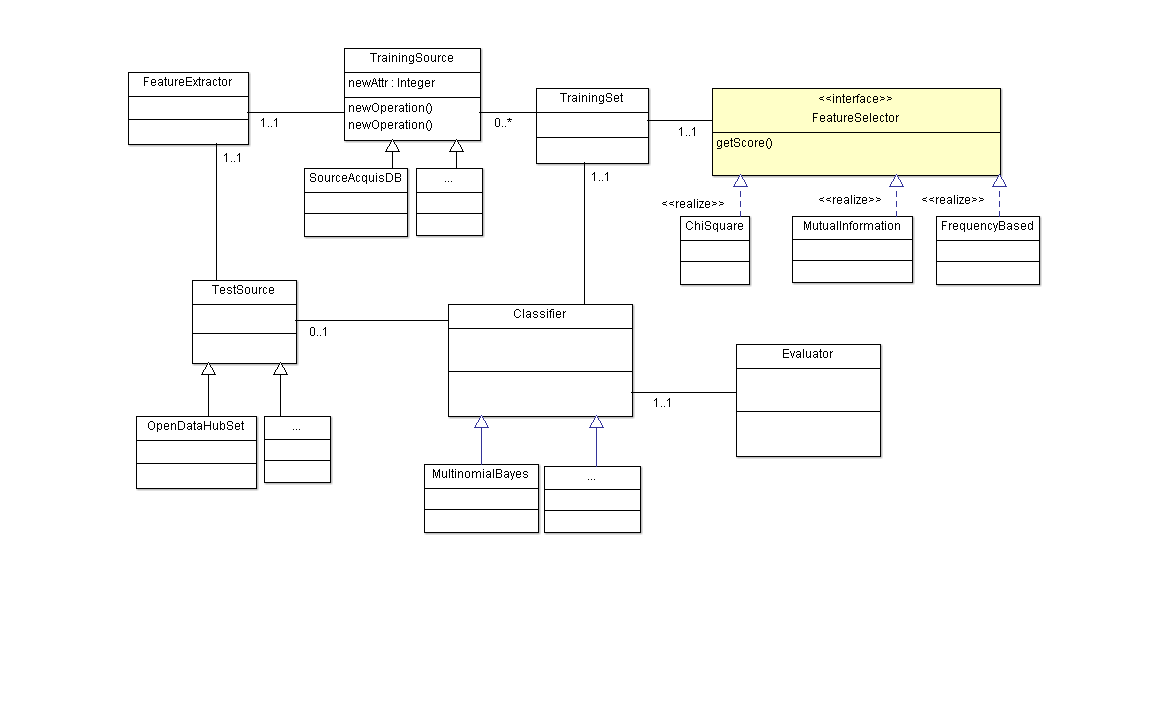 TrainingSource
FeatureExtractor
newAttr : Integer
newOperation()
newOperation()
1..1
0..*
TrainingSet
<<interface>>
FeatureSelector
getScore()
1..1
1..1
SourceAcquisDB
...
1..1
<<realize>>
<<realize>>
<<realize>>
ChiSquare
MutualInformation
FrequencyBased
TestSource
0..1
Classifier
Evaluator
1..1
OpenDataHubSet
...
MultinomialBayes
...